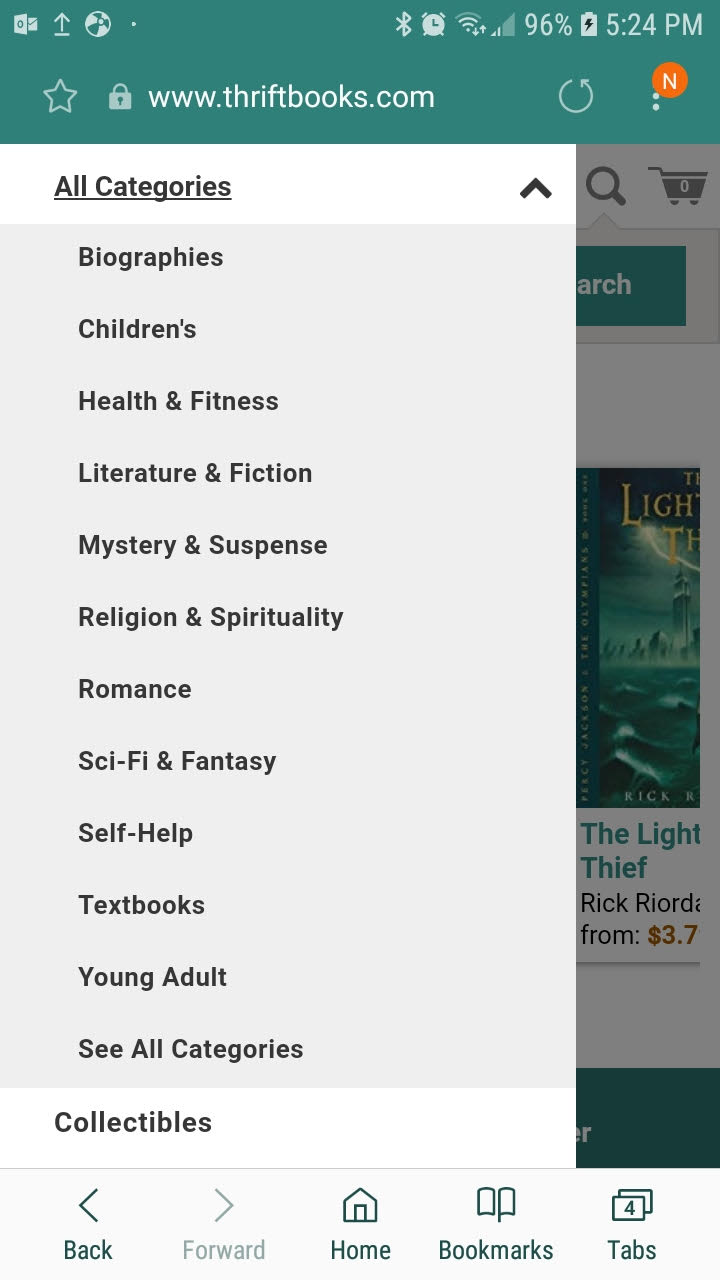 96% 5:24 PM
www.thriftbooks.com
N
All Categories
0
Biographies
arch
Children's
Health & Fitness
Literature & Fiction
Mystery & Suspense
Religion & Spirituality
Romance
Sci-Fi & Fantasy
Self-Help
Textbooks
Young Adult
See All Categories
Collectibles
TH
LIGHT
TH
PERCY JACKSON & THE OLYMPIANS
BOOK ONE
RICK R
The Light
Thief
Rick Riorda
from: $3.7
er
Back
Forward
Home
Bookmarks
4
Tabs